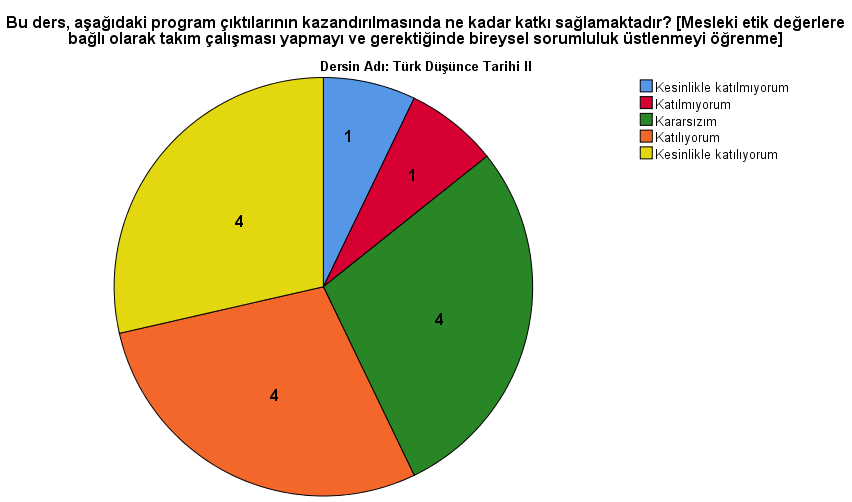 Bu ders, aşağıdaki program çıktılarının kazandırılmasında ne kadar katkı sağlamaktadır? [Mesleki etik değerlere
bağlı olarak takım çalışması yapmayı ve gerektiğinde bireysel sorumluluk üstlenmeyi öğrenme]
Dersin Adı: Türk Düşünce Tarihi II
Kesinlikle katılmıyorum
Katılmıyorum
Kararsızım
Katılıyorum
Kesinlikle katılıyorum
1
1
4
4
4